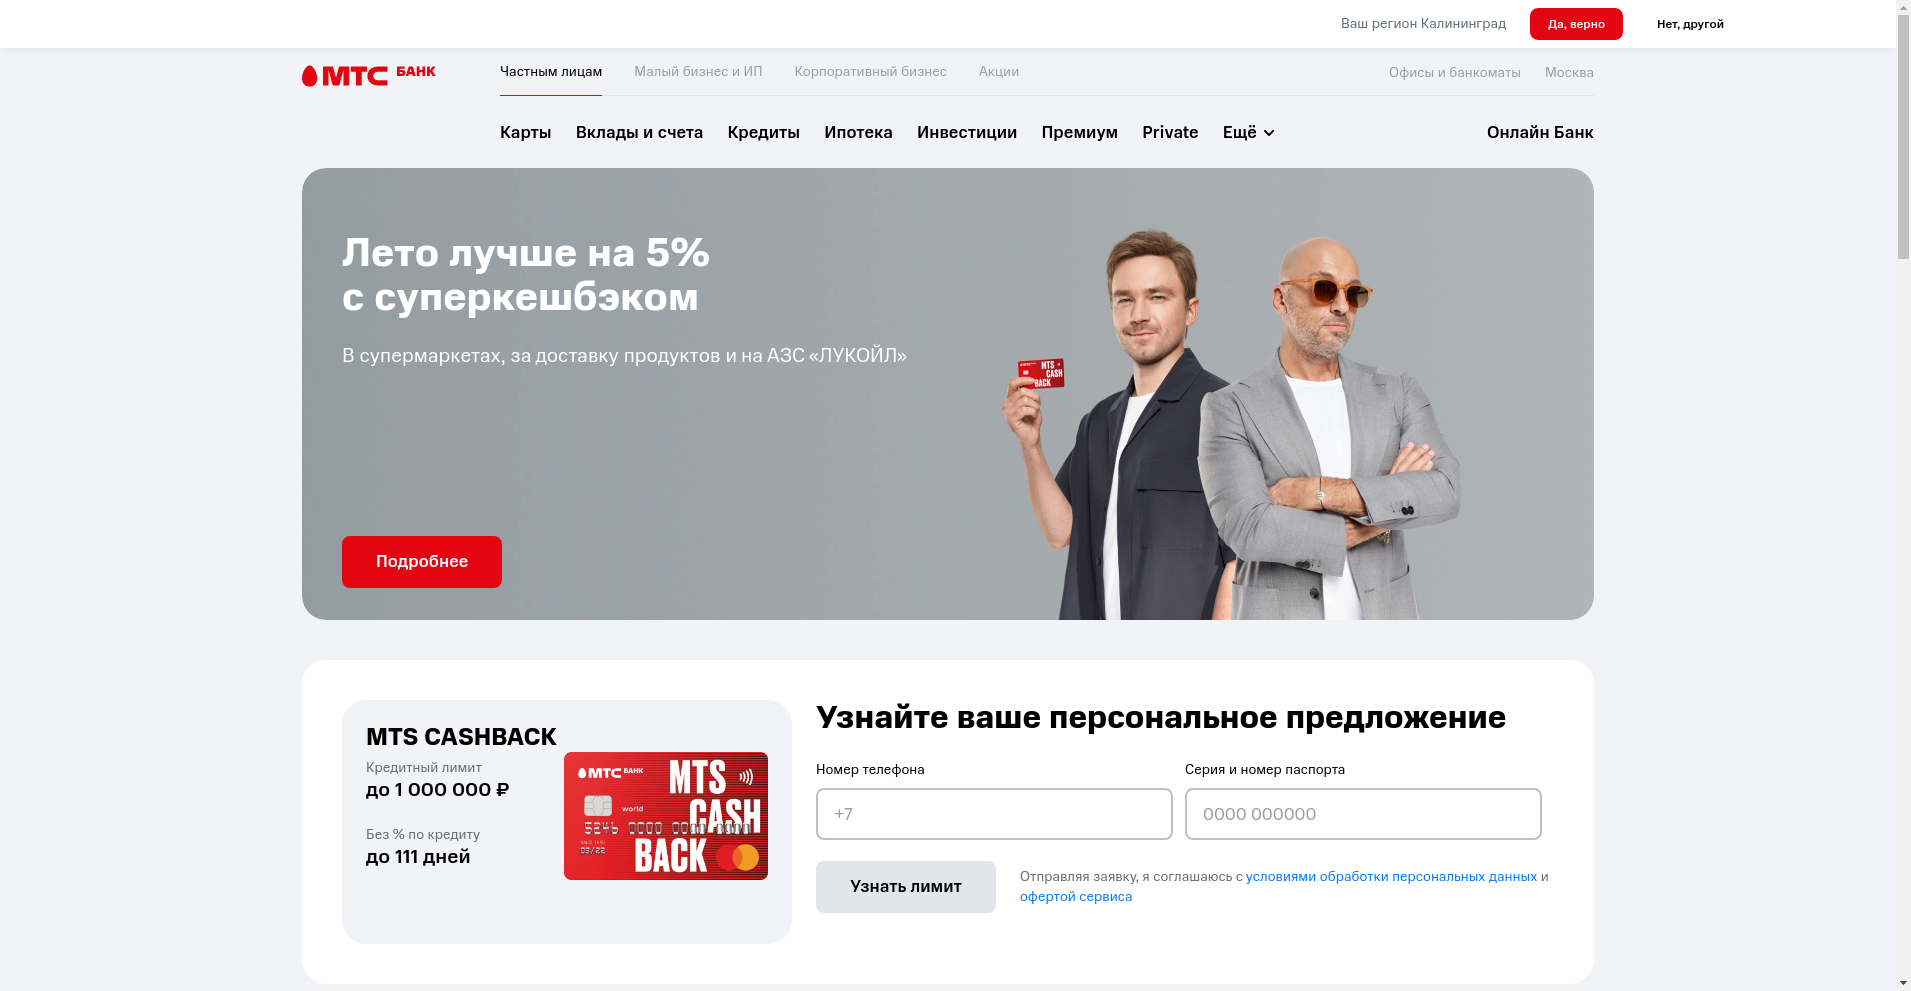 Ваш регион Калининград
Да, верно
Нет, другой
МТС БАНК
Частным лицам
Малый бизнес и ИП
Корпоративный бизнес
Акции
Офисы и банкоматы
Москва
Карты
Вклады и счета
Кредиты
Ипотека
Инвестиции
Премиум
Private
Ещё
Онлайн Банк
Лето лучше на 5%
с суперкешбэком
В супермаркетах, за доставку продуктов и на АЗС «ЛУКОЙЛ»
MTS
CASH
BACK
Подробнее
MTS CASHBACK
Кредитный лимит
до 1 000 000 ₽
Без % по кредиту
до 111 дней
МТС БАНК
MTS
CASH
BACK
world
5246 0000 0000 0000
VALID THRU
03/22
Узнайте ваше персональное предложение
Номер телефона
+7
Серия и номер паспорта
0000 000000
Узнать лимит
Отправляя заявку, я соглашаюсь с условиями обработки персональных данных и
офертой сервиса